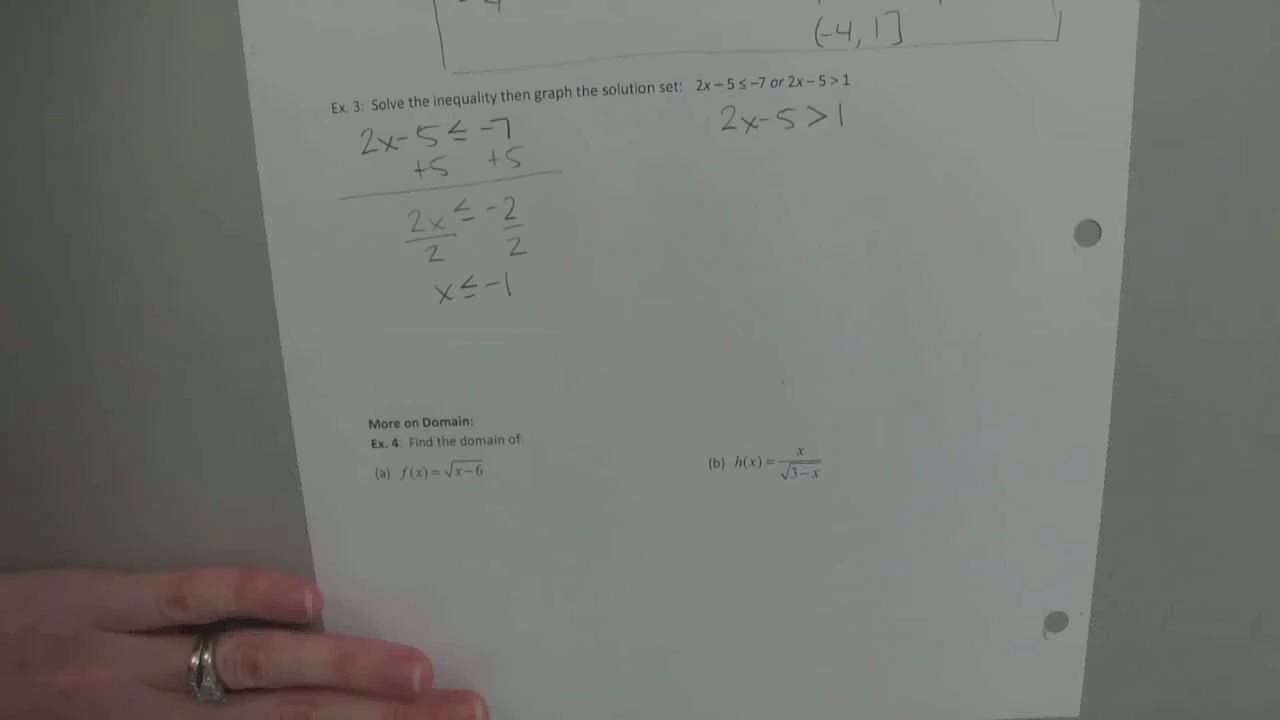 -4
(-4, 1]
Ex. 3: Solve the inequality then graph the solution set: 2x – 5 ≤ –7 or 2x – 5 > 1
2x - 5 ≤ -7
2x - 5 > 1
+5 +5
2x ≤ -2
2 2
x ≤ -1
More on Domain:
Ex. 4: Find the domain of:
(a) f(x) = √x–6
(b) h(x) = x
√3–x